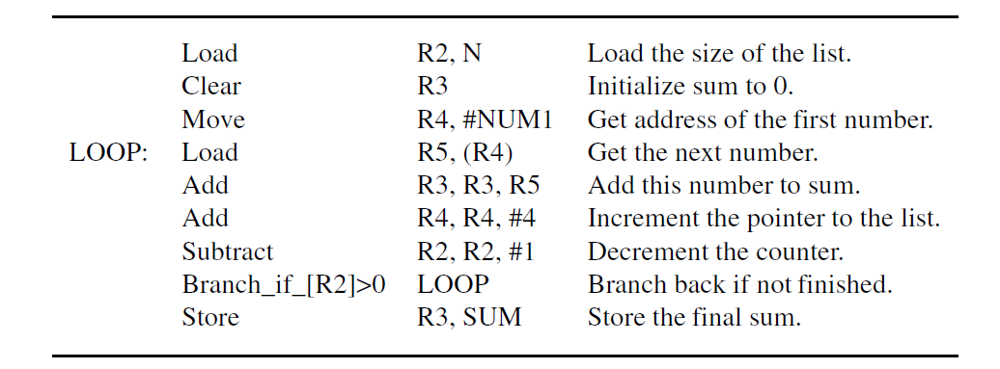 Load R2, N Load the size of the list.
Clear R3 Initialize sum to 0.
Move R4, #NUM1 Get address of the first number.
LOOP: Load R5, (R4) Get the next number.
Add R3, R3, R5 Add this number to sum.
Add R4, R4, #4 Increment the pointer to the list.
Subtract R2, R2, #1 Decrement the counter.
Branch_if_[R2]>0 LOOP Branch back if not finished.
Store R3, SUM Store the final sum.